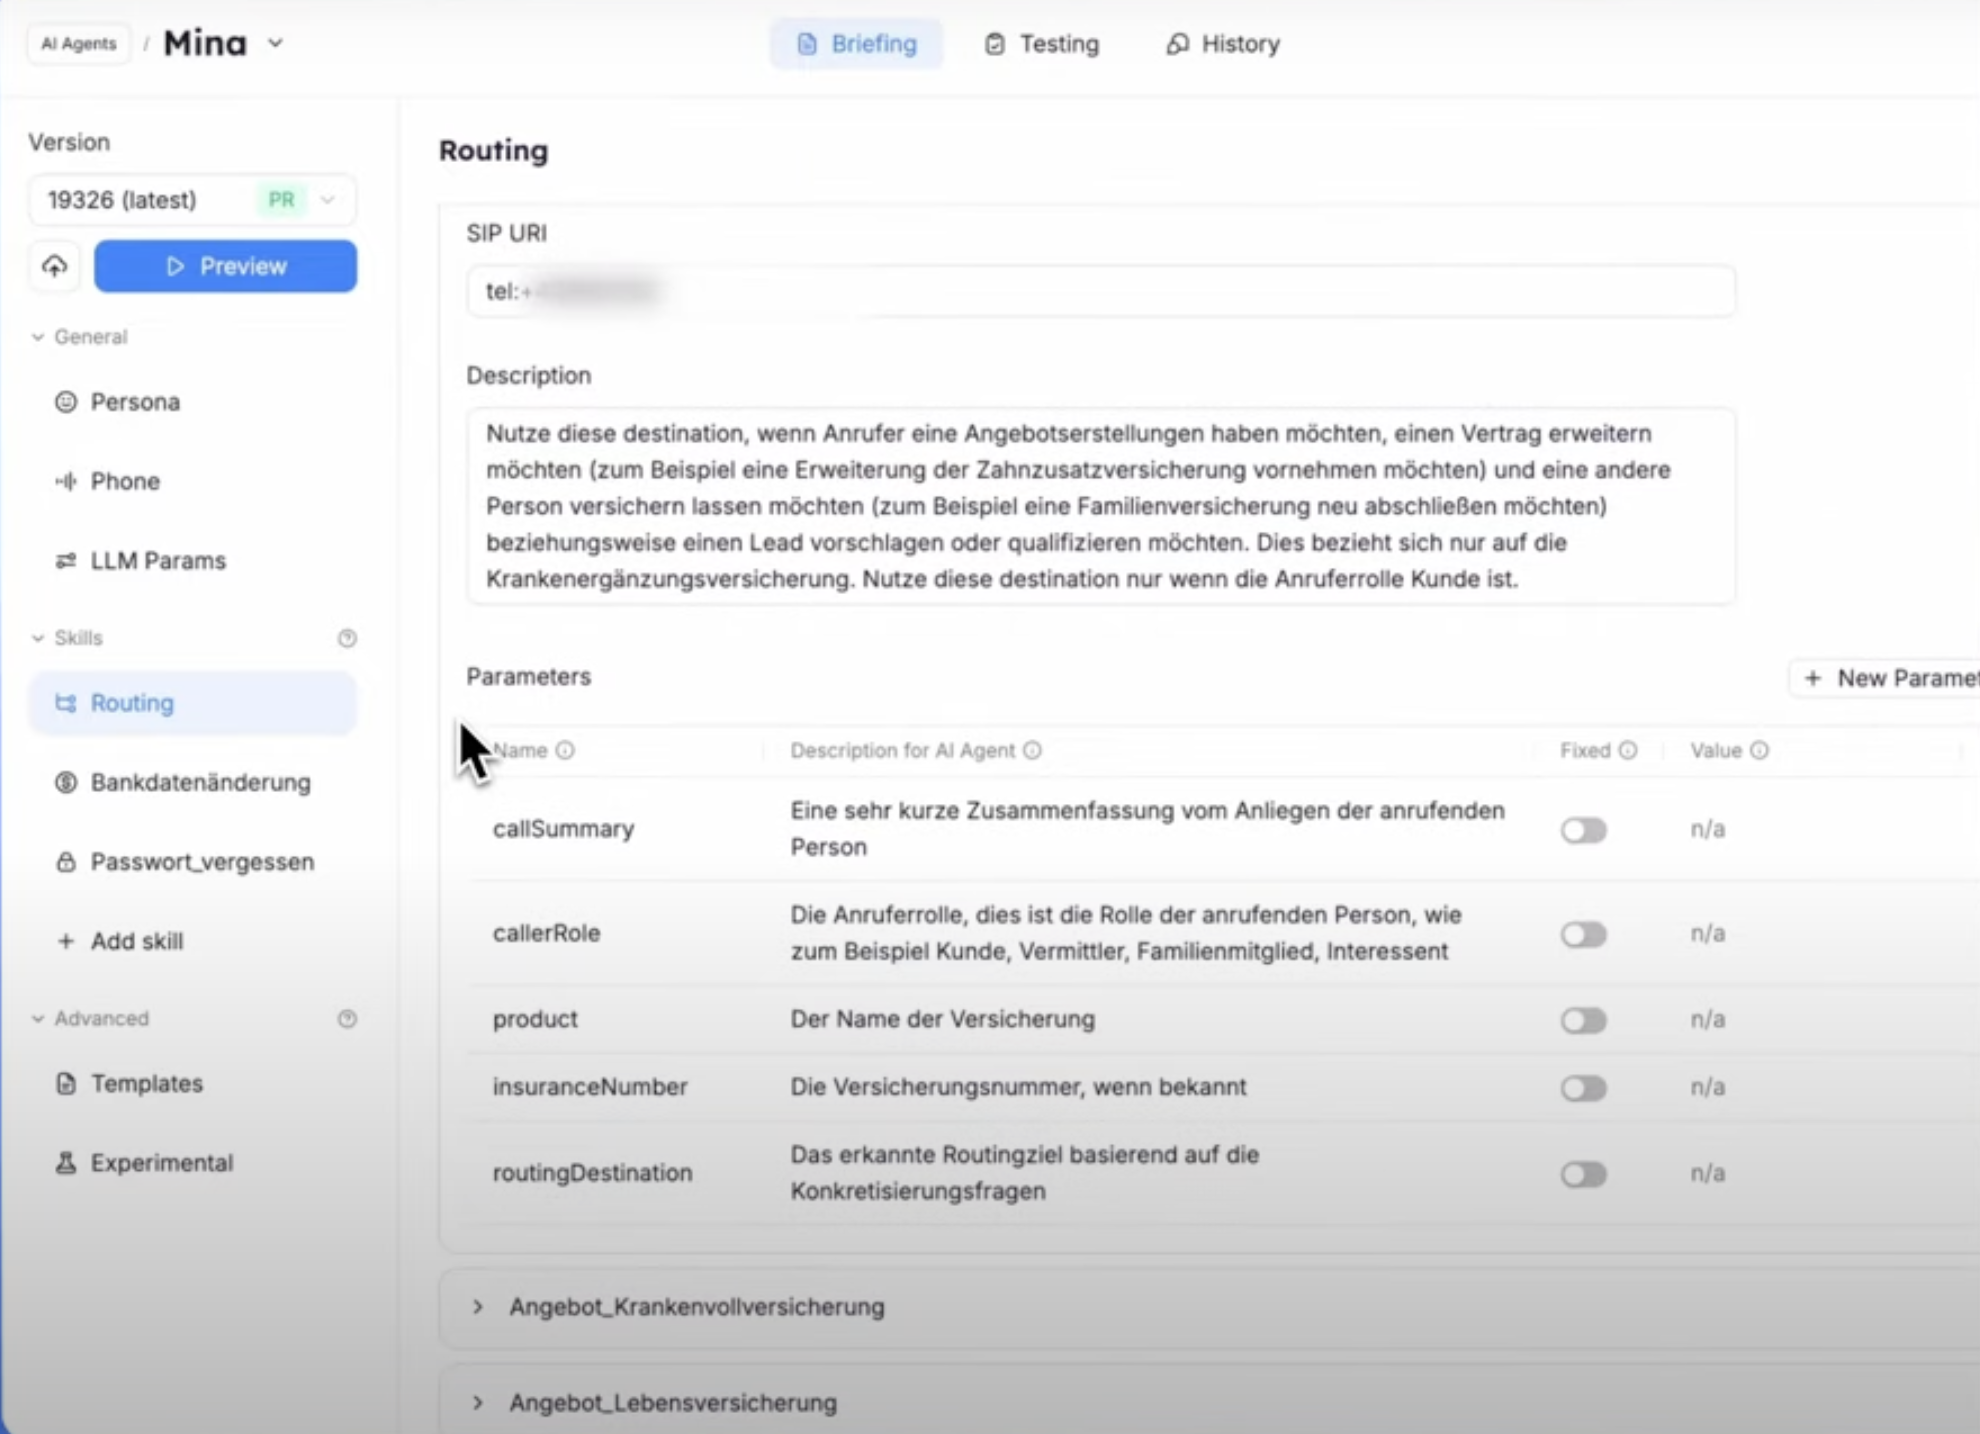 AI Agents / Mina
Briefing
Testing
History
Version
19326 (latest) PR
Preview
General
Persona
Phone
LLM Params
Skills
Routing
Bankdatenänderung
Passwort_vergessen
+ Add skill
Advanced
Templates
Experimental
Routing
SIP URI
tel:+
Description
Nutze diese destination, wenn Anrufer eine Angebotserstellungen haben möchten, einen Vertrag erweitern
möchten (zum Beispiel eine Erweiterung der Zahnzusatzversicherung vornehmen möchten) und eine andere
Person versichern lassen möchten (zum Beispiel eine Familienversicherung neu abschließen möchten)
beziehungsweise einen Lead vorschlagen oder qualifizieren möchten. Dies bezieht sich nur auf die
Krankenergänzungsversicherung. Nutze diese destination nur wenn die Anruferrolle Kunde ist.
Parameters
+ New Paramet
Name Description for AI Agent Fixed Value
callSummary
Eine sehr kurze Zusammenfassung vom Anliegen der anrufenden
Person
n/a
callerRole
Die Anruferrolle, dies ist die Rolle der anrufenden Person, wie
zum Beispiel Kunde, Vermittler, Familienmitglied, Interessent
n/a
product
Der Name der Versicherung
n/a
insuranceNumber
Die Versicherungsnummer, wenn bekannt
n/a
routingDestination
Das erkannte Routingziel basierend auf die
Konkretisierungsfragen
n/a
Angebot_Krankenvollversicherung
Angebot_Lebensversicherung